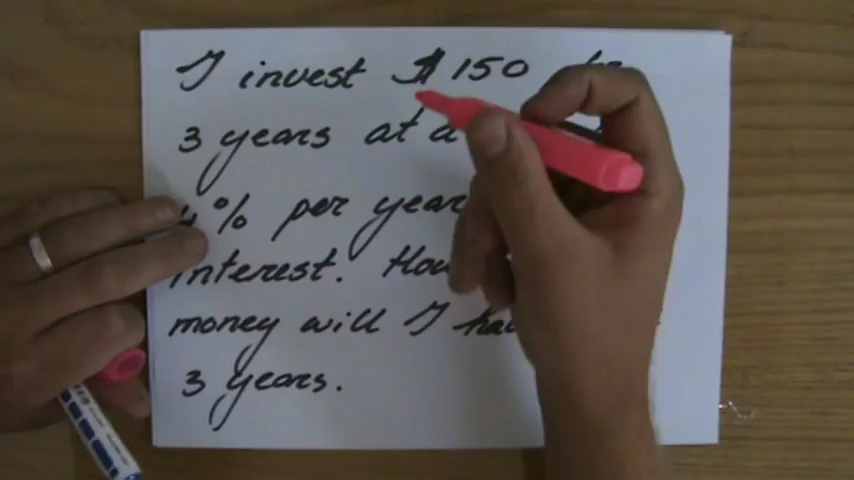 I invest $150
3 years at a
4% per year
interest. How
money will I
3 years.